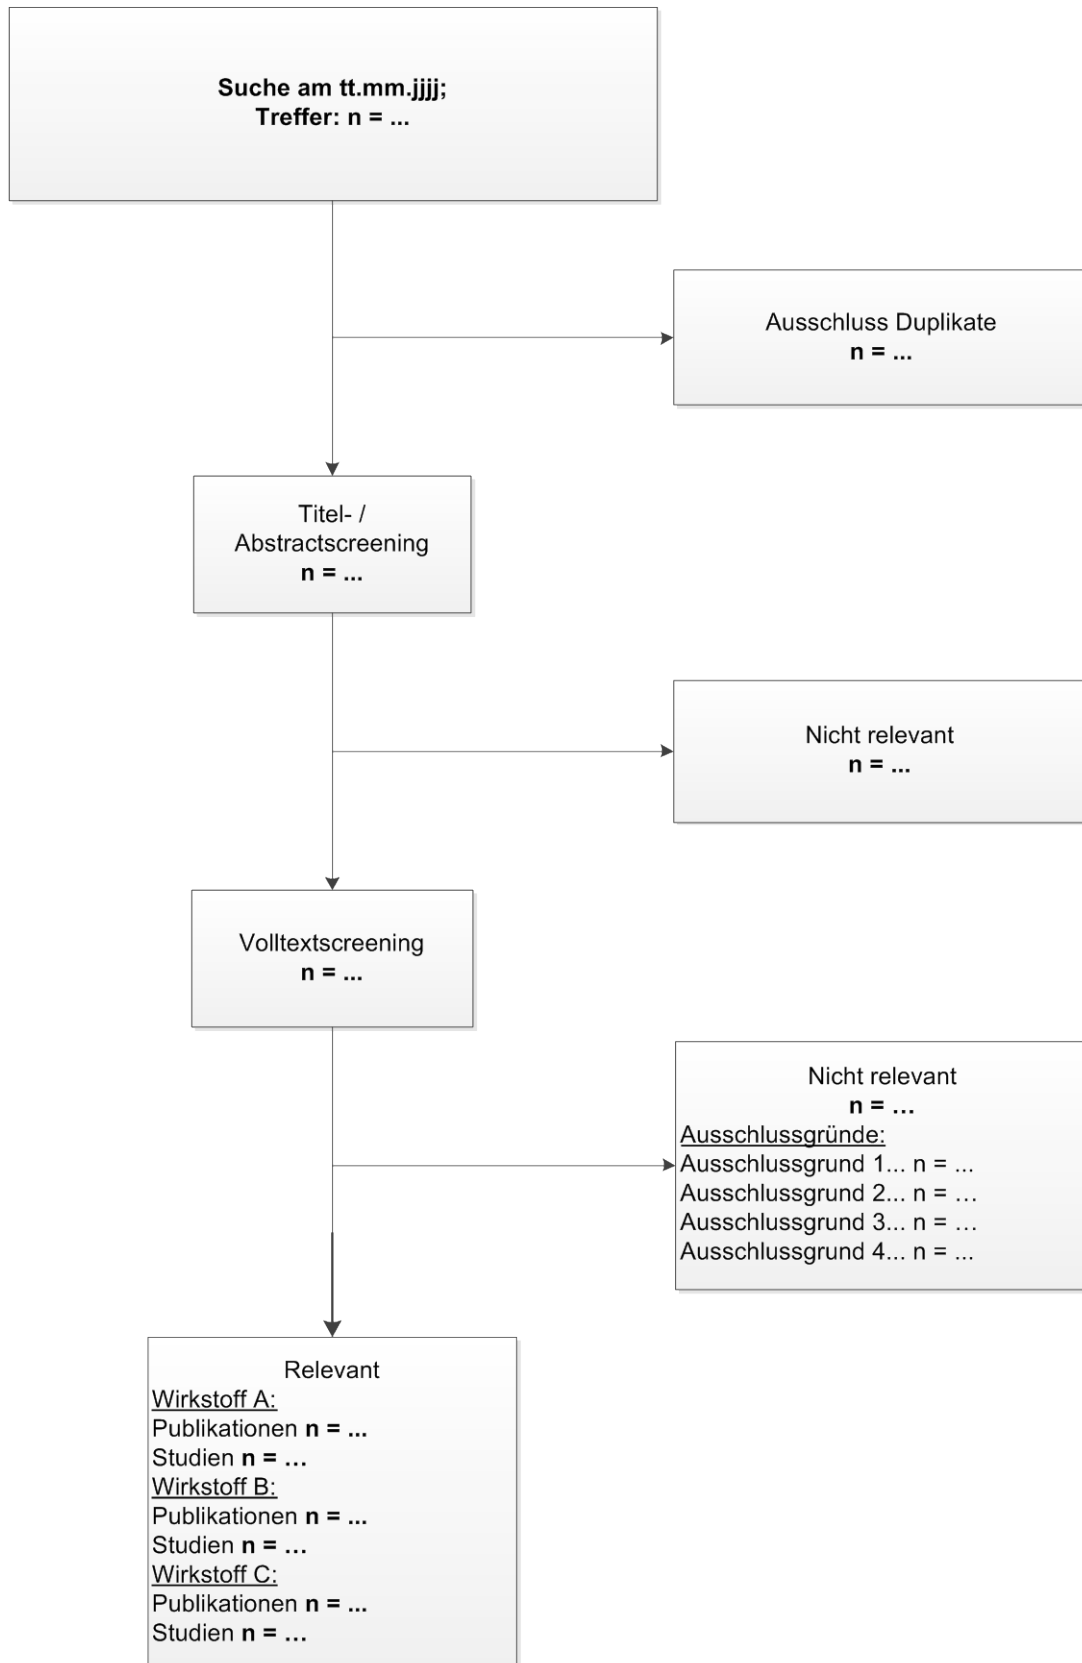 Suche am tt.mm.jjjj;
Treffer: n = ...
Ausschluss Duplikate
n = ...
Titel- /
Abstractscreening
n = ...
Nicht relevant
n = ...
Volltextscreening
n = ...
Nicht relevant
n = ...
Ausschlussgründe:
Ausschlussgrund 1... n = ...
Ausschlussgrund 2... n = ...
Ausschlussgrund 3... n = ...
Ausschlussgrund 4... n = ...
Relevant
Wirkstoff A:
Publikationen n = ...
Studien n = ...
Wirkstoff B:
Publikationen n = ...
Studien n = ...
Wirkstoff C:
Publikationen n = ...
Studien n = ...